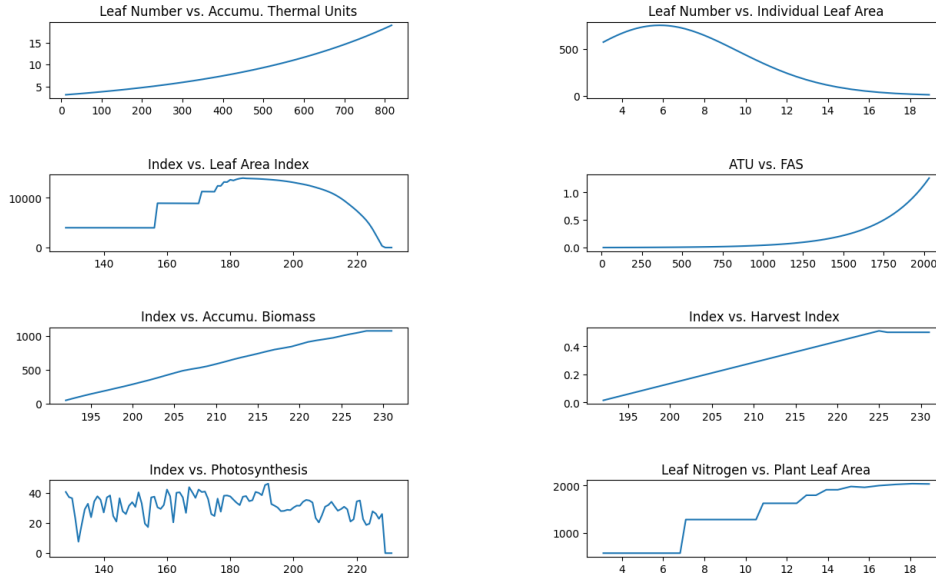 Leaf Number vs. Accumu. Thermal Units
15
10
5
0 100 200 300 400 500 600 700 800
Leaf Number vs. Individual Leaf Area
500
0
4 6 8 10 12 14 16 18
Index vs. Leaf Area Index
10000
0
140 160 180 200 220
ATU vs. FAS
1.0
0.5
0.0
0 250 500 750 1000 1250 1500 1750 2000
Index vs. Accumu. Biomass
1000
500
0
195 200 205 210 215 220 225 230
Index vs. Harvest Index
0.4
0.2
0.0
195 200 205 210 215 220 225 230
Index vs. Photosynthesis
40
20
0
140 160 180 200 220
Leaf Nitrogen vs. Plant Leaf Area
2000
1000
4 6 8 10 12 14 16 18